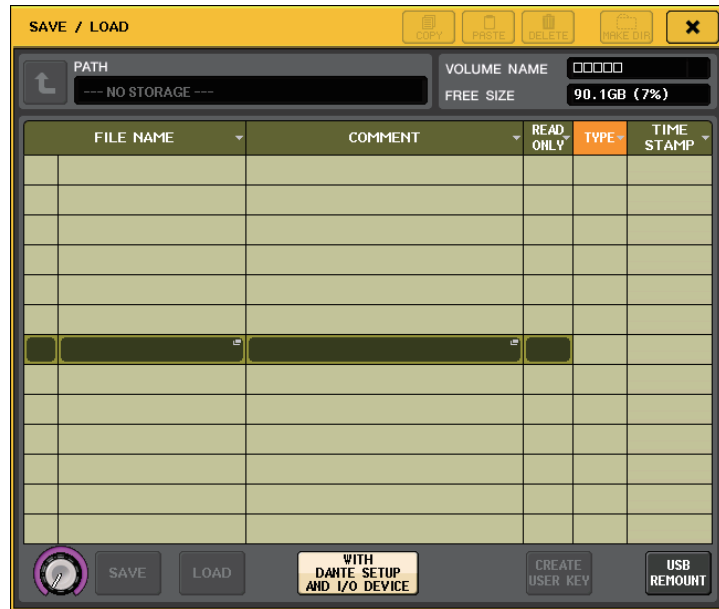 SAVE / LOAD
COPY
PASTE
DELETE
MAKE DIR
PATH
--- NO STORAGE ---
VOLUME NAME □□□□□
FREE SIZE 90.1GB (7%)
FILE NAME
COMMENT
READ ONLY
TYPE
TIME STAMP
SAVE
LOAD
WITH
DANTE SETUP
AND I/O DEVICE
CREATE
USER KEY
USB
REMOUNT